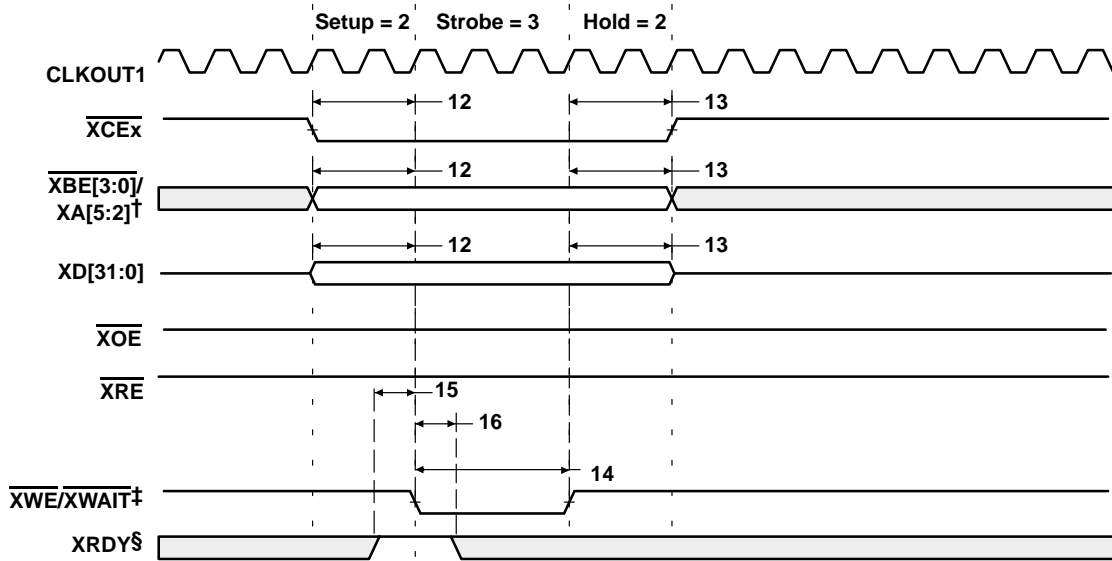 Setup = 2 Strobe = 3 Hold = 2
CLKOUT1
12 13
XCEx
12 13
XBE[3:0]/
XA[5:2]†
12 13
XD[31:0]
XOE
XRE
15
16
14
XWE/XWAIT‡
XRDY§